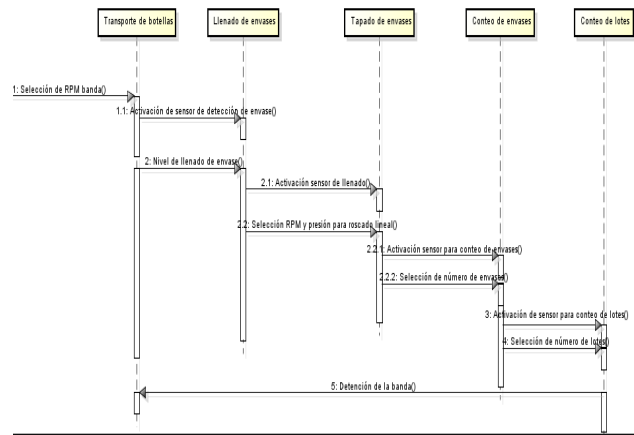 Transporte de botellas
Llenado de envases
Tapado de envases
Conteo de envases
Conteo de lotes
1: Selección de RPM banda()
1.1: Activación de sensor de detección de envase()
2: Nivel de llenado de envase()
2.1: Activación sensor de llenado()
2.2: Selección RPM y presión para roscado lineal()
2.2.1: Activación sensor para conteo de envases()
2.2.2: Selección de número de envases()
3: Activación de sensor para conteo de lotes()
4: Selección de número de lotes()
5: Detención de la banda()